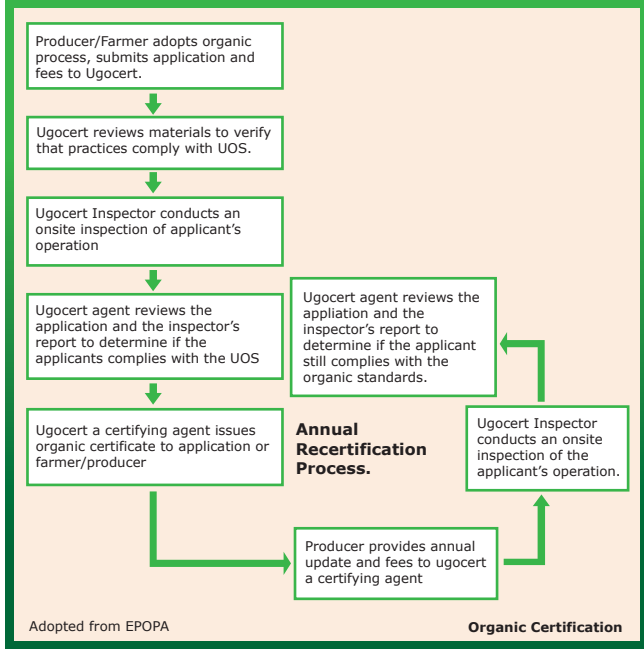 Producer/Farmer adopts organic
process, submits application and
fees to Ugocert.
Ugocert reviews materials to verify
that practices comply with UOS.
Ugocert Inspector conducts an
onsite inspection of applicant's
operation
Ugocert agent reviews the
application and the inspector's
report to determine if the
applicants complies with the UOS
Ugocert a certifying agent issues
organic certificate to application or
farmer/producer
Annual
Recertification
Process.
Producer provides annual
update and fees to ugocert
a certifying agent
Ugocert Inspector
conducts an onsite
inspection of the
applicant's operation.
Ugocert agent reviews the
appliation and the
inspector's report to
determine if the applicant
still complies with the
organic standards.
Adopted from EPOPA
Organic Certification